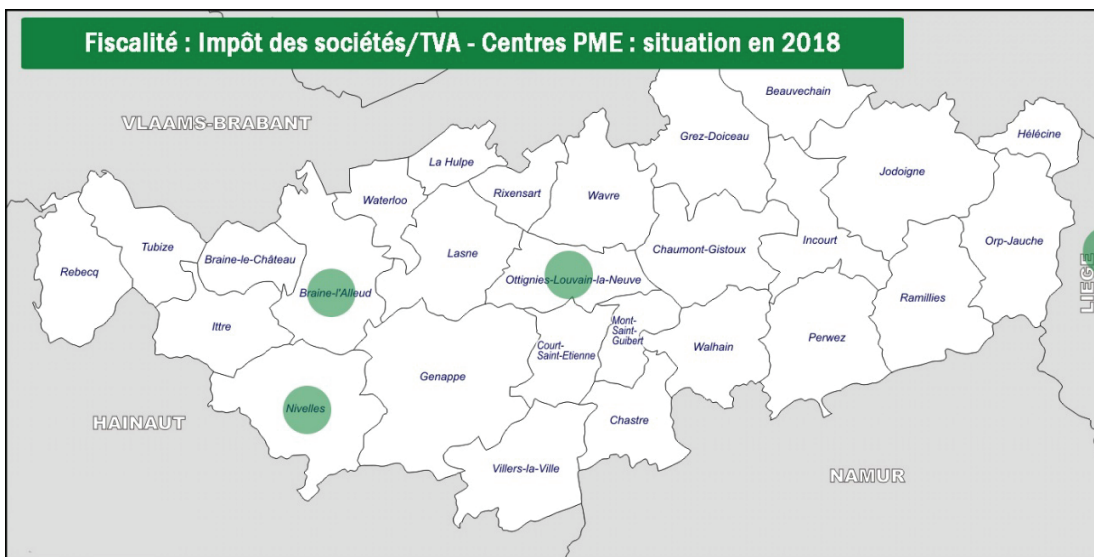 Fiscalité : Impôt des sociétés/TVA - Centres PME : situation en 2018
Beauvechain
VLAAMS-BRABANT
Hélécine
Grez-Doiceau
La Hulpe
Jodoigne
Rixensart
Wavre
Waterloo
Tubize
Incourt
Orp-Jauche
Chaumont-Gistoux
Lasne
Braine-le-Château
Rebecq
Ottignies-Louvain-la-Neuve
Braine-l'Alleud
LIEGE
Ramillies
Ittre
Mont-
Saint-
Guibert
Perwez
Walhain
Court-
Saint-Etienne
Genappe
Nivelles
HAINAUT
Chastre
Villers-la-Ville
NAMUR